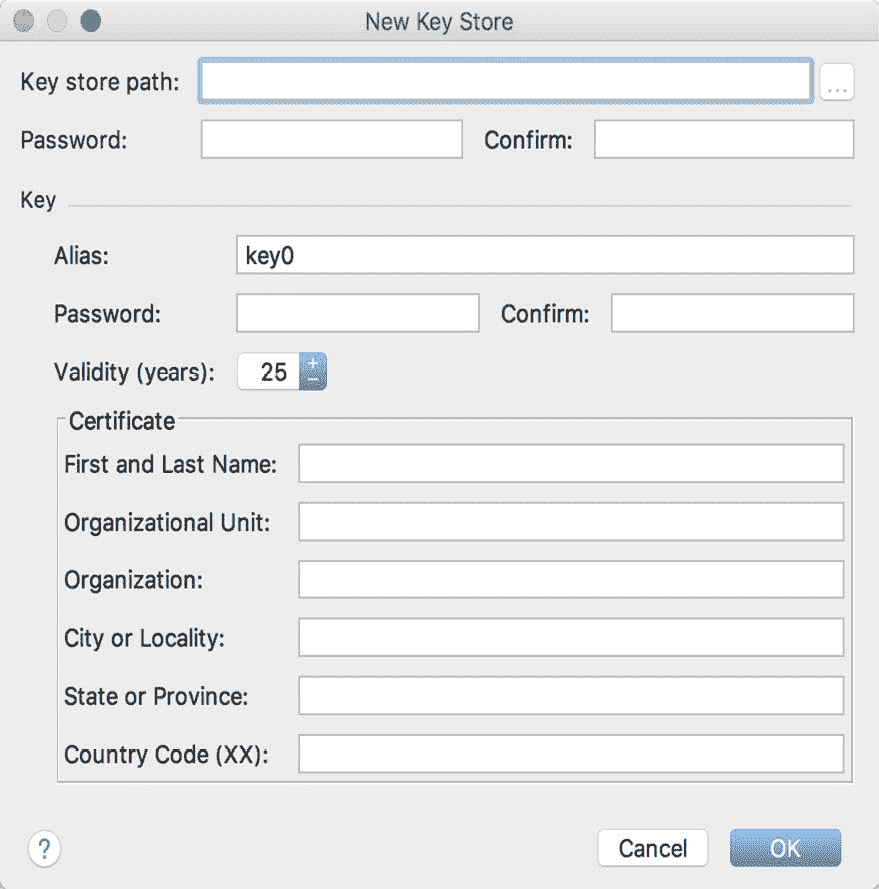 New Key Store
Key store path:
...
Password:
Confirm:
Key
Alias:
key0
Password:
Confirm:
Validity (years):
25
+
−
Certificate
First and Last Name:
Organizational Unit:
Organization:
City or Locality:
State or Province:
Country Code (XX):
?
Cancel
OK